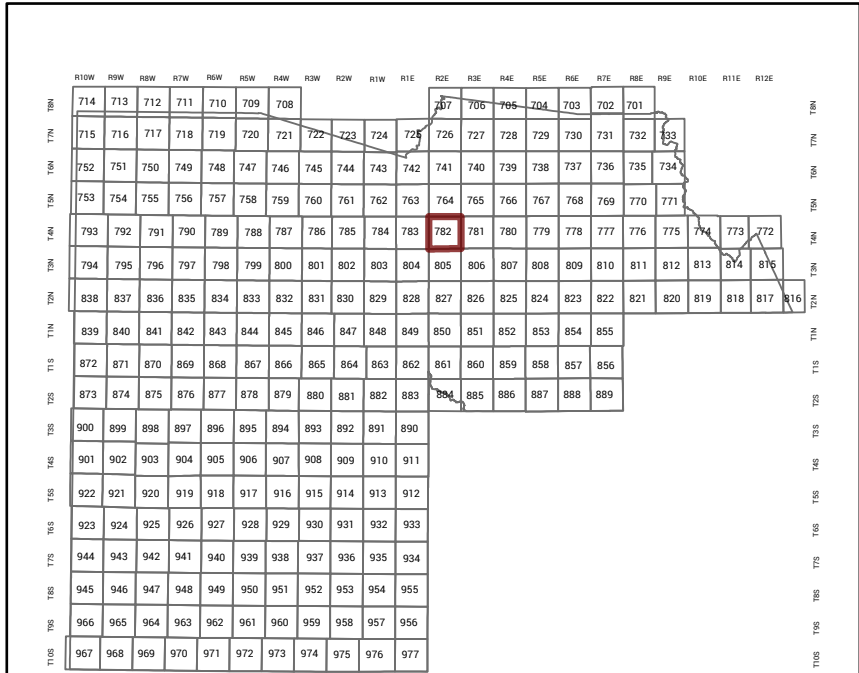 R10W R9W R8W R7W R6W R5W R4W R3W R2W R1W R1E R2E R3E R4E R5E R6E R7E R8E R9E R10E R11E R12E
T8N 714 713 712 711 710 709 708 707 706 705 704 703 702 701 T8N
T7N 715 716 717 718 719 720 721 722 723 724 725 726 727 728 729 730 731 732 733 T7N
T6N 752 751 750 749 748 747 746 745 744 743 742 741 740 739 738 737 736 735 734 T6N
T5N 753 754 755 756 757 758 759 760 761 762 763 764 765 766 767 768 769 770 771 T5N
T4N 793 792 791 790 789 788 787 786 785 784 783 782 781 780 779 778 777 776 775 774 773 772 T4N
T3N 794 795 796 797 798 799 800 801 802 803 804 805 806 807 808 809 810 811 812 813 814 815 T3N
T2N 838 837 836 835 834 833 832 831 830 829 828 827 826 825 824 823 822 821 820 819 818 817 816 T2N
T1N 839 840 841 842 843 844 845 846 847 848 849 850 851 852 853 854 855 T1N
T1S 872 871 870 869 868 867 866 865 864 863 862 861 860 859 858 857 856 T1S
T2S 873 874 875 876 877 878 879 880 881 882 883 884 885 886 887 888 889 T2S
T3S 900 899 898 897 896 895 894 893 892 891 890 T3S
T4S 901 902 903 904 905 906 907 908 909 910 911 T4S
T5S 922 921 920 919 918 917 916 915 914 913 912 T5S
T6S 923 924 925 926 927 928 929 930 931 932 933 T6S
T7S 944 943 942 941 940 939 938 937 936 935 934 T7S
T8S 945 946 947 948 949 950 951 952 953 954 955 T8S
T9S 966 965 964 963 962 961 960 959 958 957 956 T9S
T10S 967 968 969 970 971 972 973 974 975 976 977 T10S